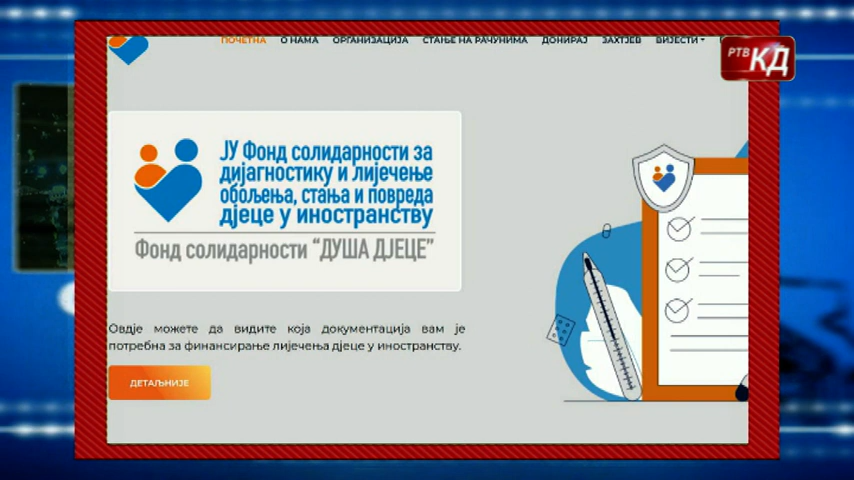 ПОЧЕТНА О НАМА ОРГАНИЗАЦИЈА СТАЊЕ НА РАЧУНИМА ДОНИРАЈ ЗАХТЈЕВ ВИЈЕСТИ
РТВ КД
ЈУ Фонд солидарности за
дијагностику и лијечење
обољења, стања и повреда
дјеце у иностранству
Фонд солидарности “ДУША ДЈЕЦЕ”
Овдје можете да видите која документација вам је
потребна за финансирање лијечења дјеце у иностранству.
ДЕТАЉНИЈЕ